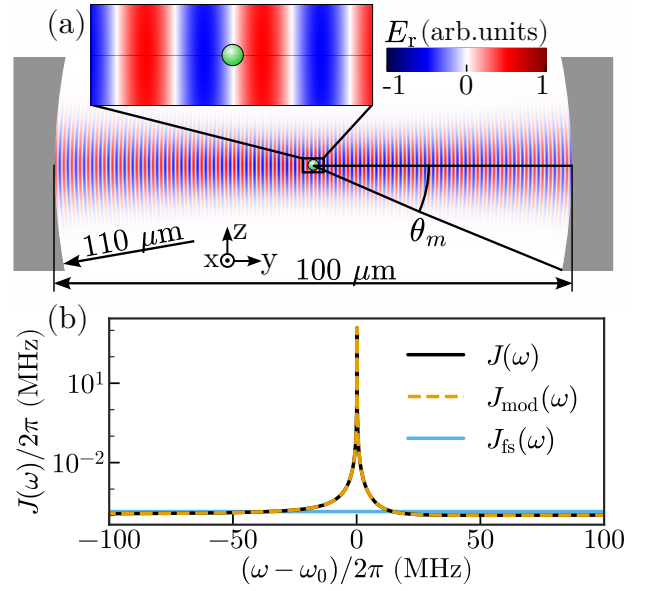 (a)
E_r (arb.units)
-1 0 1
θ_m
110 μm
z
x y
100 μm
(b)
J(ω)/2π (MHz)
10^1
10^−2
J(ω)
J_mod(ω)
J_fs(ω)
−100 −50 0 50 100
(ω − ω_0)/2π (MHz)